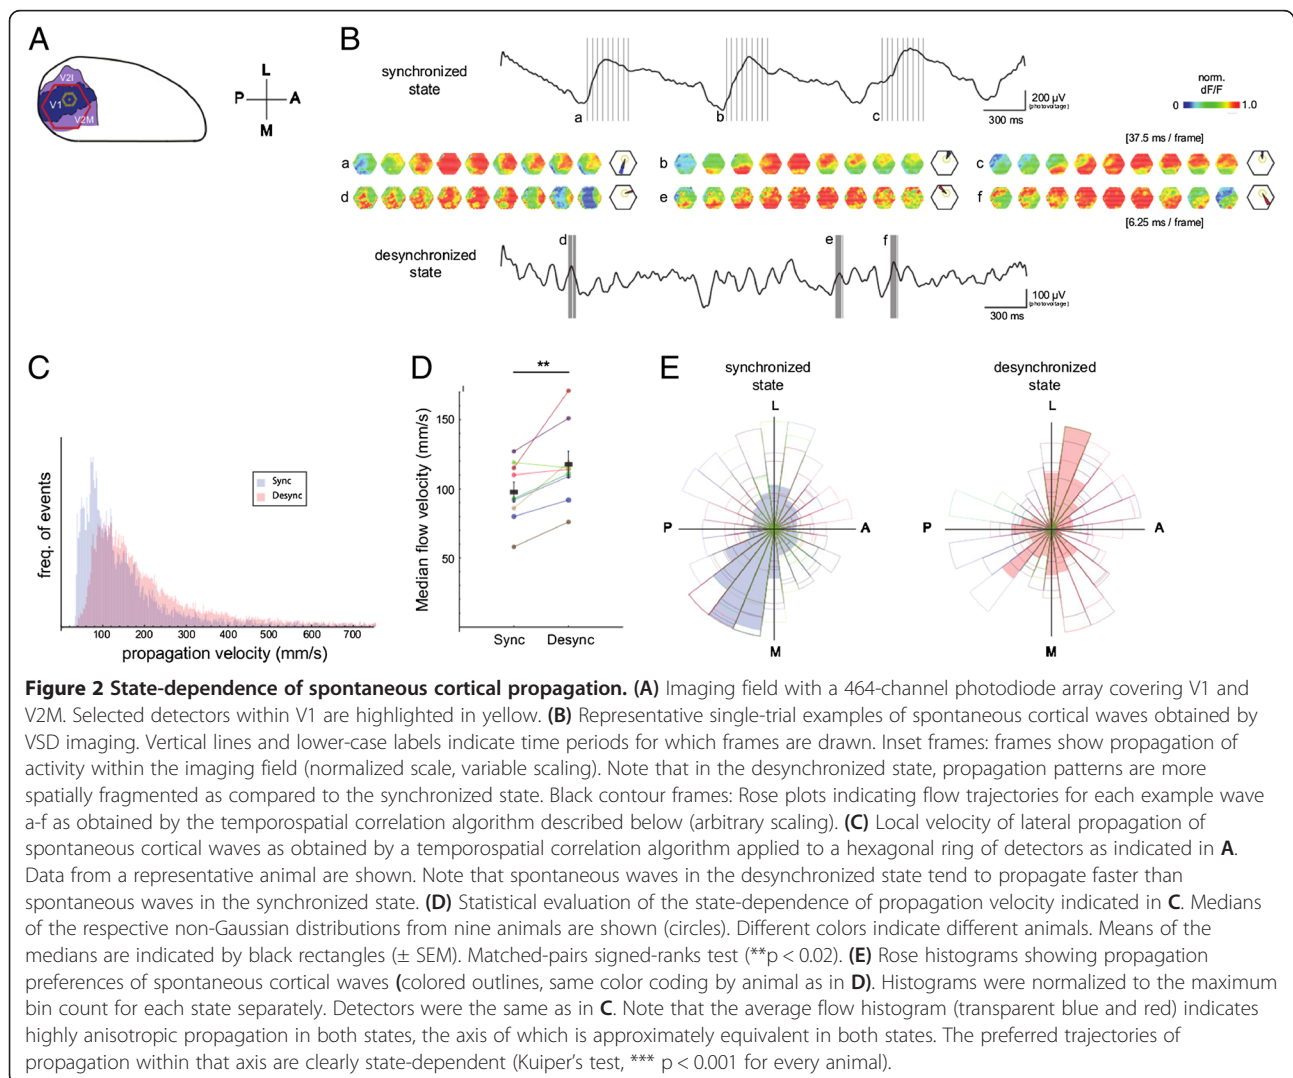 A
V2l
V1
V2M
L
P
A
M
B
synchronized
state
a
b
c
200 µV
(photovoltage)
300 ms
norm.
dF/F
0
1.0
[37.5 ms / frame]
a
b
c
d
e
f
[6.25 ms / frame]
desynchronized
state
d
e
f
100 µV
(photovoltage)
300 ms
C
freq. of events
Sync
Desync
100 200 300 400 500 600 700
propagation velocity (mm/s)
D
**
Median flow velocity (mm/s)
150
100
50
Sync Desync
E
synchronized
state
L
P
A
M
desynchronized
state
L
P
A
M
Figure 2 State-dependence of spontaneous cortical propagation. (A) Imaging field with a 464-channel photodiode array covering V1 and
V2M. Selected detectors within V1 are highlighted in yellow. (B) Representative single-trial examples of spontaneous cortical waves obtained by
VSD imaging. Vertical lines and lower-case labels indicate time periods for which frames are drawn. Inset frames: frames show propagation of
activity within the imaging field (normalized scale, variable scaling). Note that in the desynchronized state, propagation patterns are more
spatially fragmented as compared to the synchronized state. Black contour frames: Rose plots indicating flow trajectories for each example wave
a-f as obtained by the temporospatial correlation algorithm described below (arbitrary scaling). (C) Local velocity of lateral propagation of
spontaneous cortical waves as obtained by a temporospatial correlation algorithm applied to a hexagonal ring of detectors as indicated in A.
Data from a representative animal are shown. Note that spontaneous waves in the desynchronized state tend to propagate faster than
spontaneous waves in the synchronized state. (D) Statistical evaluation of the state-dependence of propagation velocity indicated in C. Medians
of the respective non-Gaussian distributions from nine animals are shown (circles). Different colors indicate different animals. Means of the
medians are indicated by black rectangles (± SEM). Matched-pairs signed-ranks test (**p < 0.02). (E) Rose histograms showing propagation
preferences of spontaneous cortical waves (colored outlines, same color coding by animal as in D). Histograms were normalized to the maximum
bin count for each state separately. Detectors were the same as in C. Note that the average flow histogram (transparent blue and red) indicates
highly anisotropic propagation in both states, the axis of which is approximately equivalent in both states. The preferred trajectories of
propagation within that axis are clearly state-dependent (Kuiper's test, *** p < 0.001 for every animal).